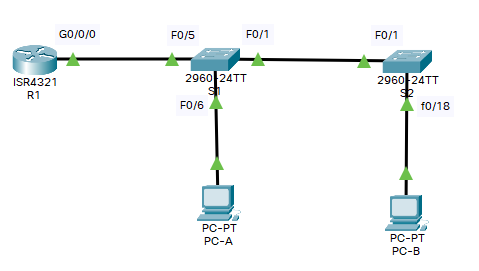 G0/0/0
F0/5
F0/1
F0/1
ISR4321
R1
2960-24TT
S1
2960-24TT
S2
F0/6
f0/18
PC-PT
PC-A
PC-PT
PC-B